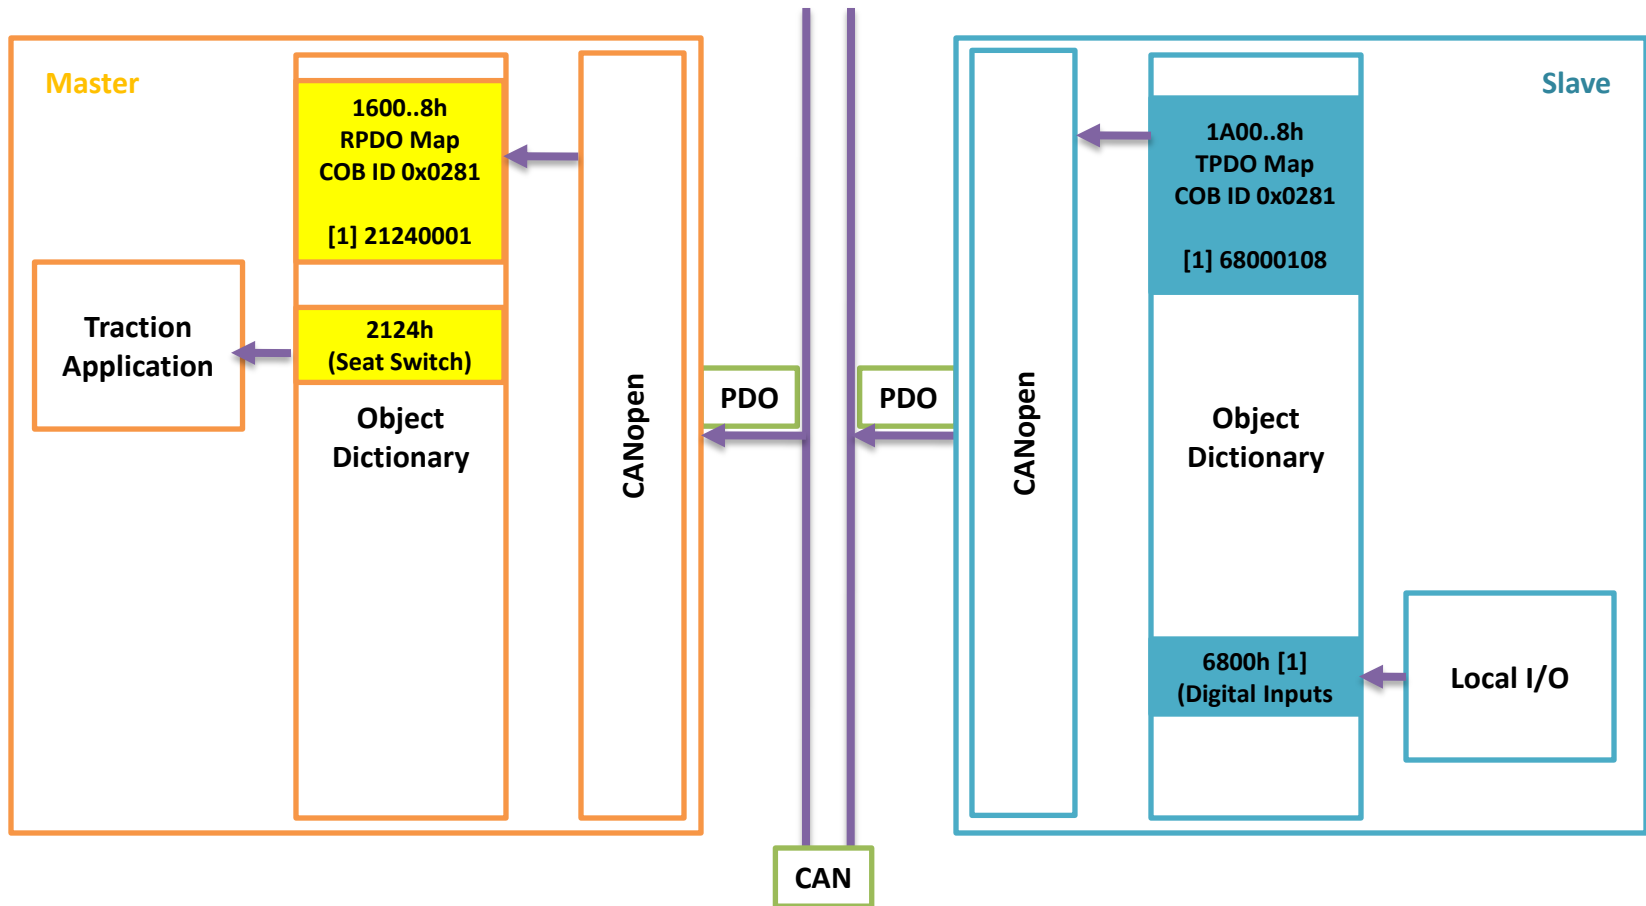 Master
1600..8h
RPDO Map
COB ID 0x0281
[1] 21240001
Traction
Application
2124h
(Seat Switch)
Object
Dictionary
CANopen
PDO
PDO
CAN
Slave
CANopen
1A00..8h
TPDO Map
COB ID 0x0281
[1] 68000108
Object
Dictionary
6800h [1]
(Digital Inputs
Local I/O